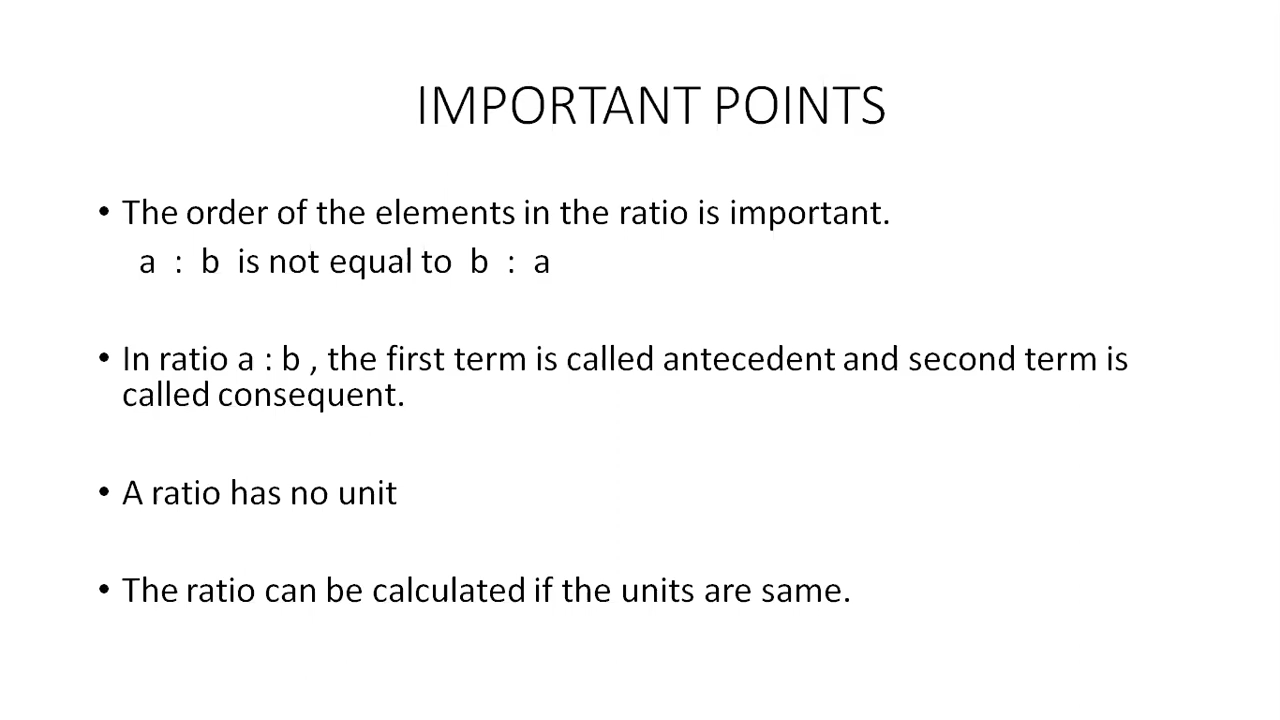 IMPORTANT POINTS
• The order of the elements in the ratio is important.
a : b is not equal to b : a
• In ratio a : b , the first term is called antecedent and second term is
called consequent.
• A ratio has no unit
• The ratio can be calculated if the units are same.